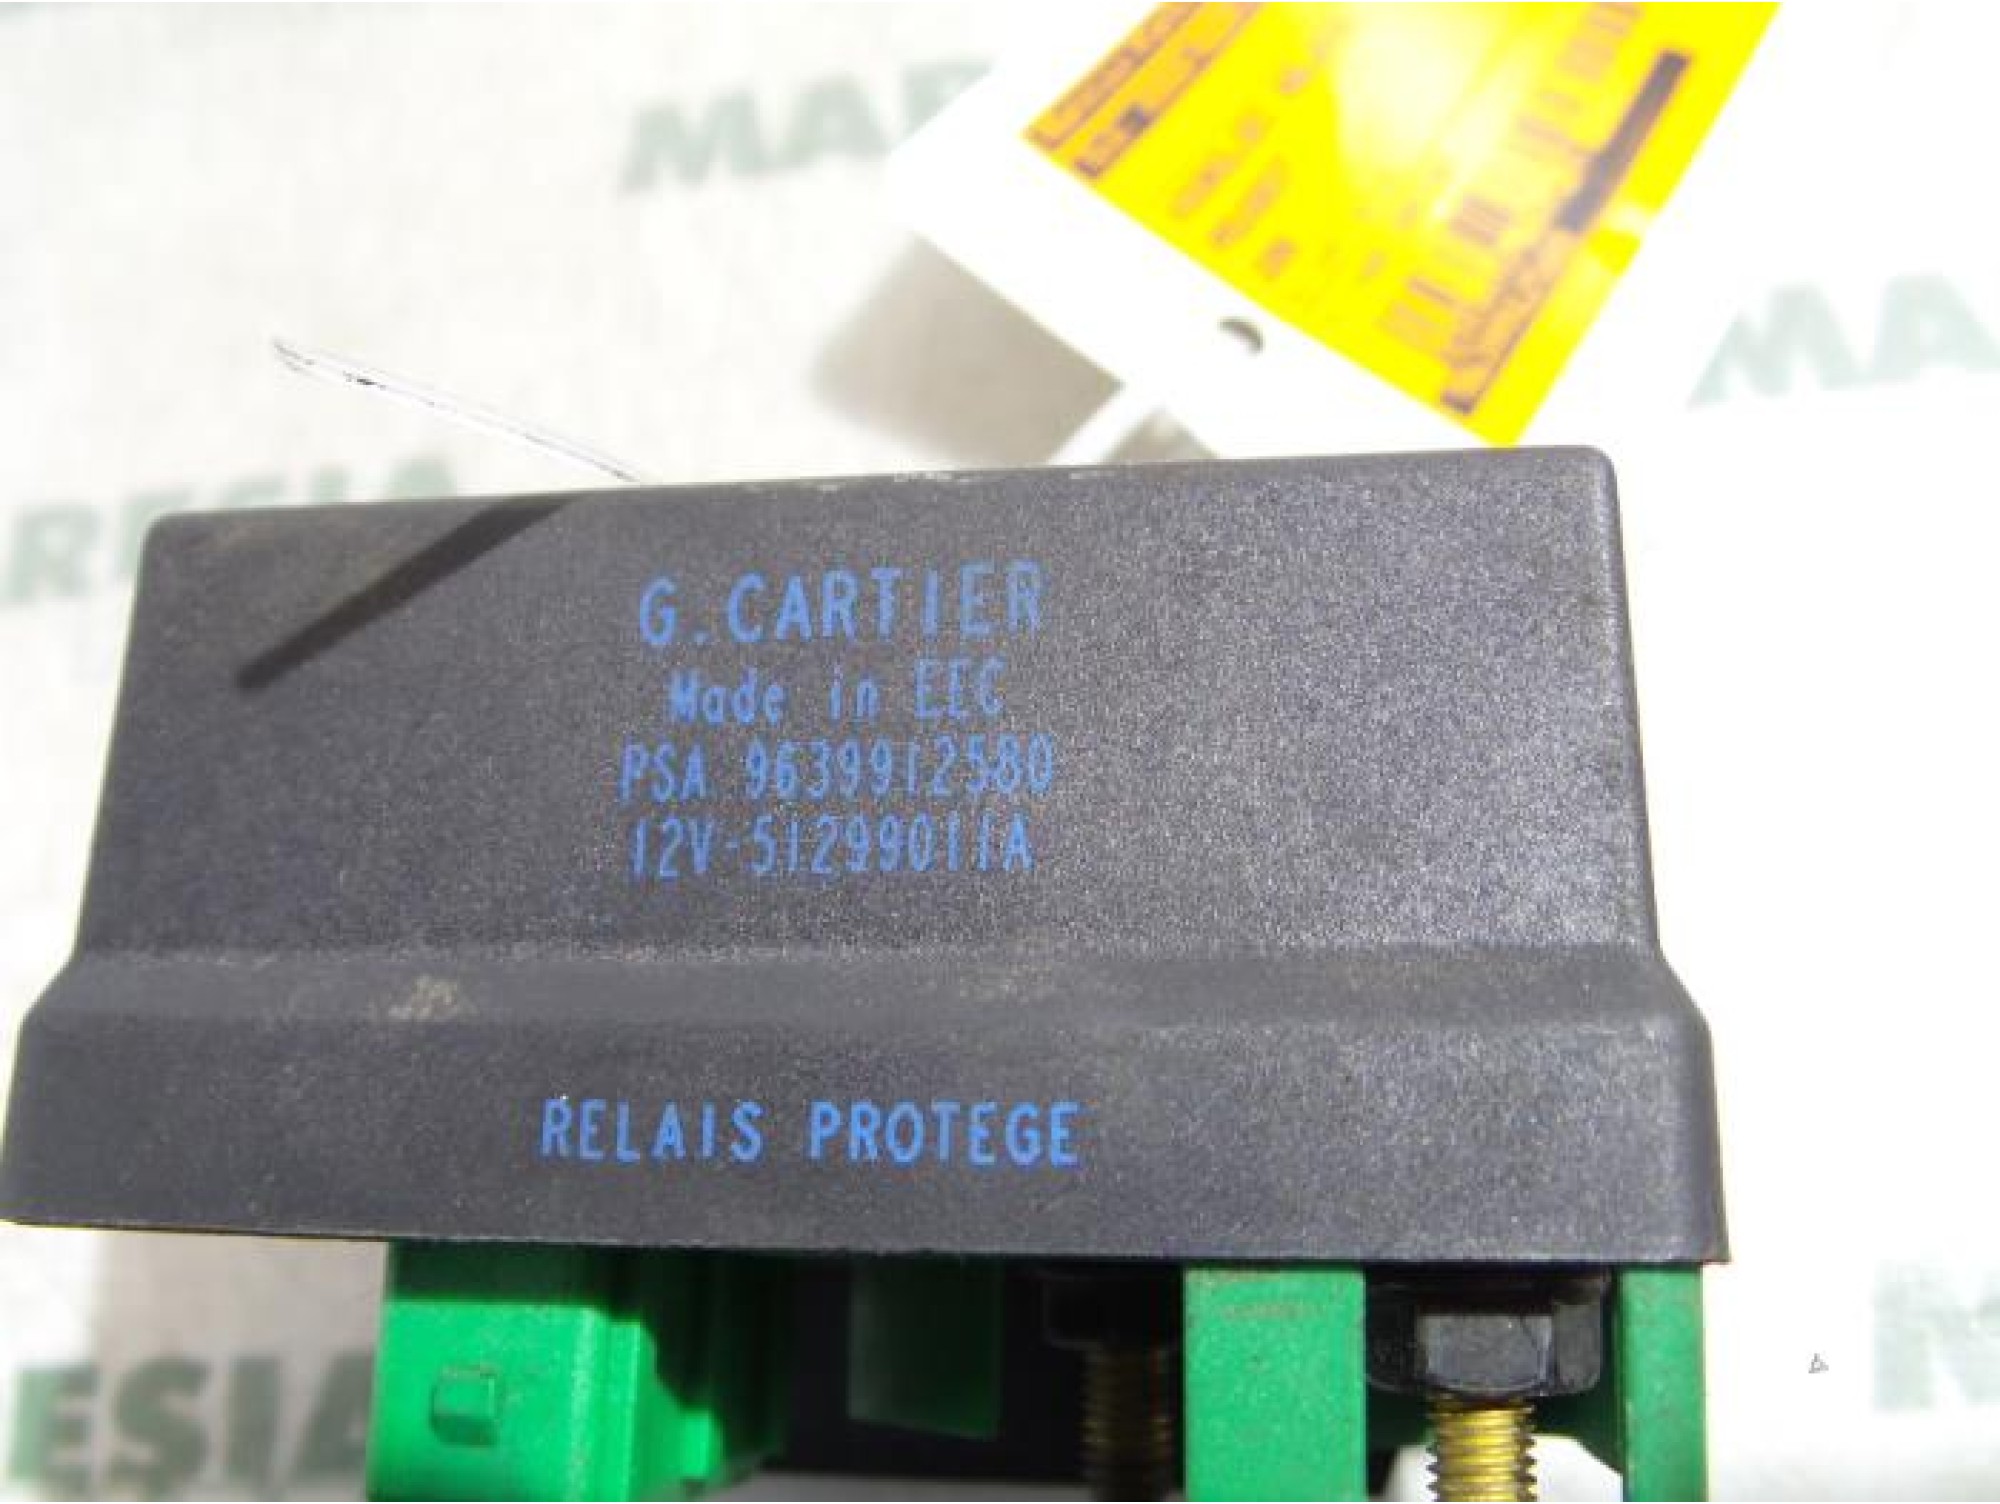 G.CARTIER
Made in EEC
PSA 9639912580
12V-51299011A
RELAIS PROTEGE